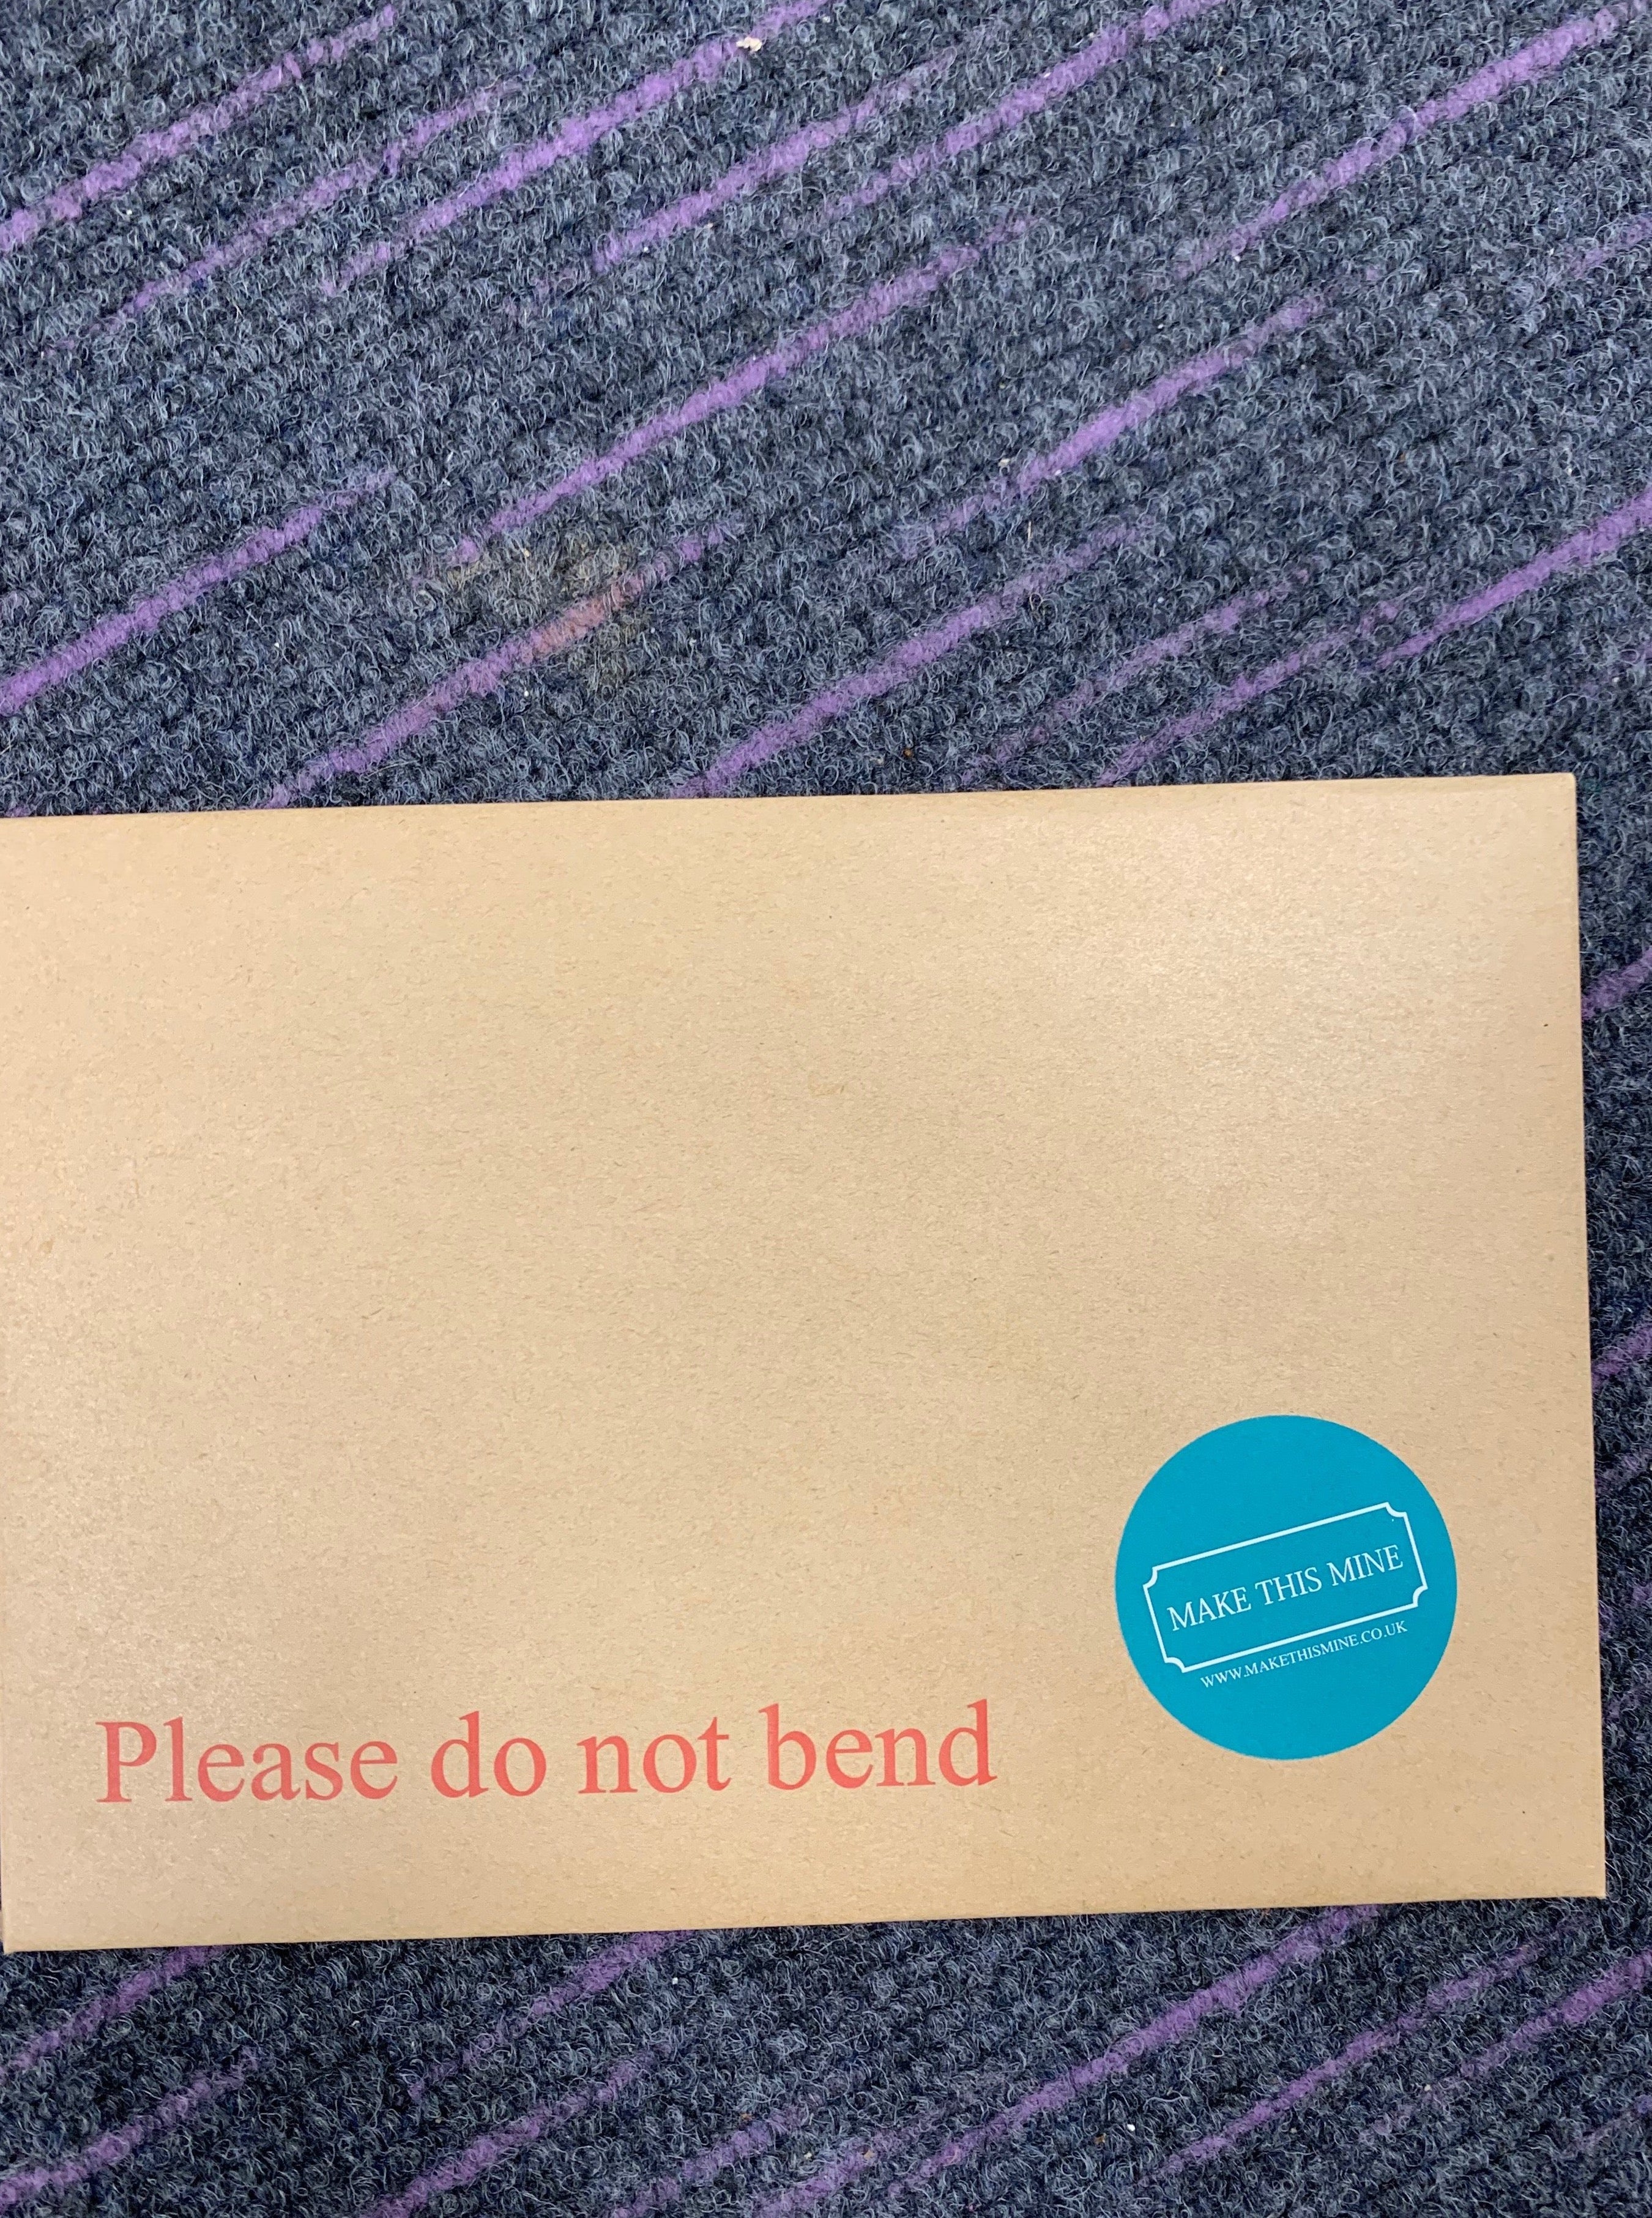 MAKE THIS MINE
WWW.MAKETHISMINE.CO.UK
Please do not bend